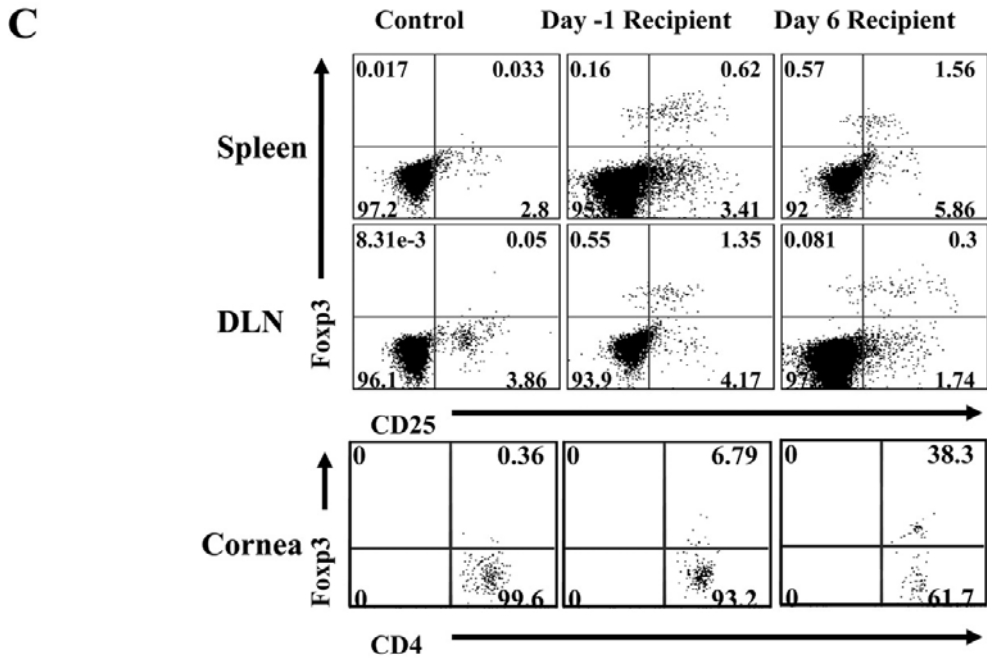 C
Control Day -1 Recipient Day 6 Recipient
0.017 0.033 0.16 0.62 0.57 1.56
Spleen
97.2 2.8 3.41 92 5.86
8.31e-3 0.05 0.55 1.35 0.081 0.3
DLN
Foxp3
96.1 3.86 93.9 4.17 1.74
CD25
0 0.36 0 6.79 0 38.3
Cornea
Foxp3
0 99.6 0 93.2 0 61.7
CD4